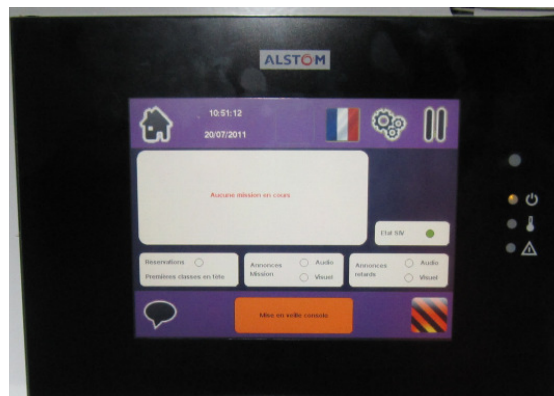 ALSTOM
10:51:12
20/07/2011
Aucune mission en cours
Etat SIV
Réservations
Premières classes en tête
Annonces
Mission
Audio
Visuel
Annonces
retards
Audio
Visuel
Mise en veille console